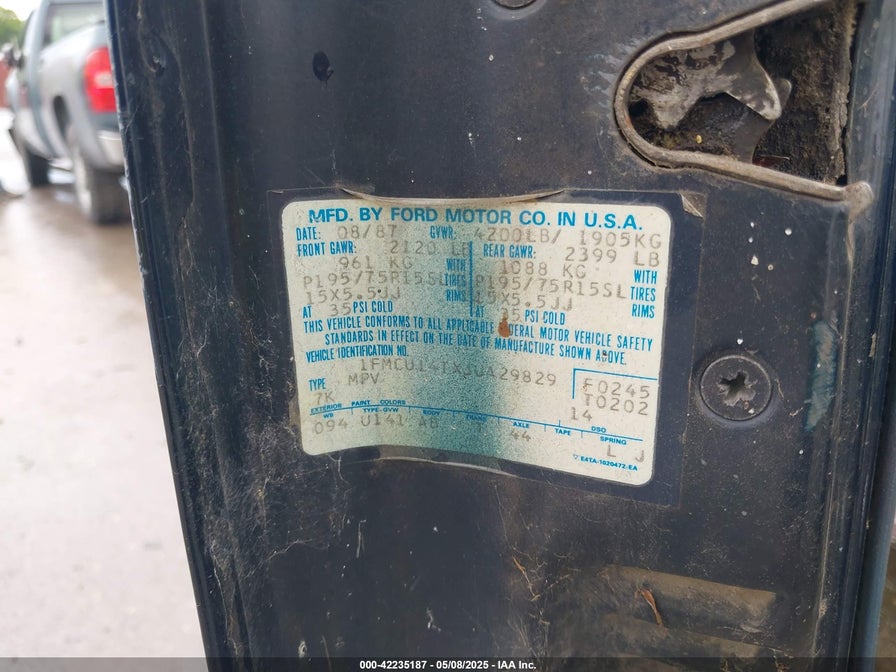 MFD. BY FORD MOTOR CO. IN U.S.A.
DATE: 08/87 GVWR: 4200LB/ 1905KG
FRONT GAWR: 2120 LB REAR GAWR: 2399 LB
961 KG WITH 1088 KG WITH
P195/75R15SL TIRES P195/75R15SL TIRES
15X5.5JJ RIMS 15X5.5JJ RIMS
AT 35 PSI COLD AT 35 PSI COLD
THIS VEHICLE CONFORMS TO ALL APPLICABLE FEDERAL MOTOR VEHICLE SAFETY
STANDARDS IN EFFECT ON THE DATE OF MANUFACTURE SHOWN ABOVE.
VEHICLE IDENTIFICATION NO.
1FMCU14TXJUA29829
TYPE MPV F0245
7K T0202
EXTERIOR PAINT COLORS 14 DSO
WB TYPE-GVW BODY TRANS AXLE TAPE SPRING
094 U141 44 L J
E4TA-1020472-EA
000-42235187 - 05/08/2025 - IAA Inc.